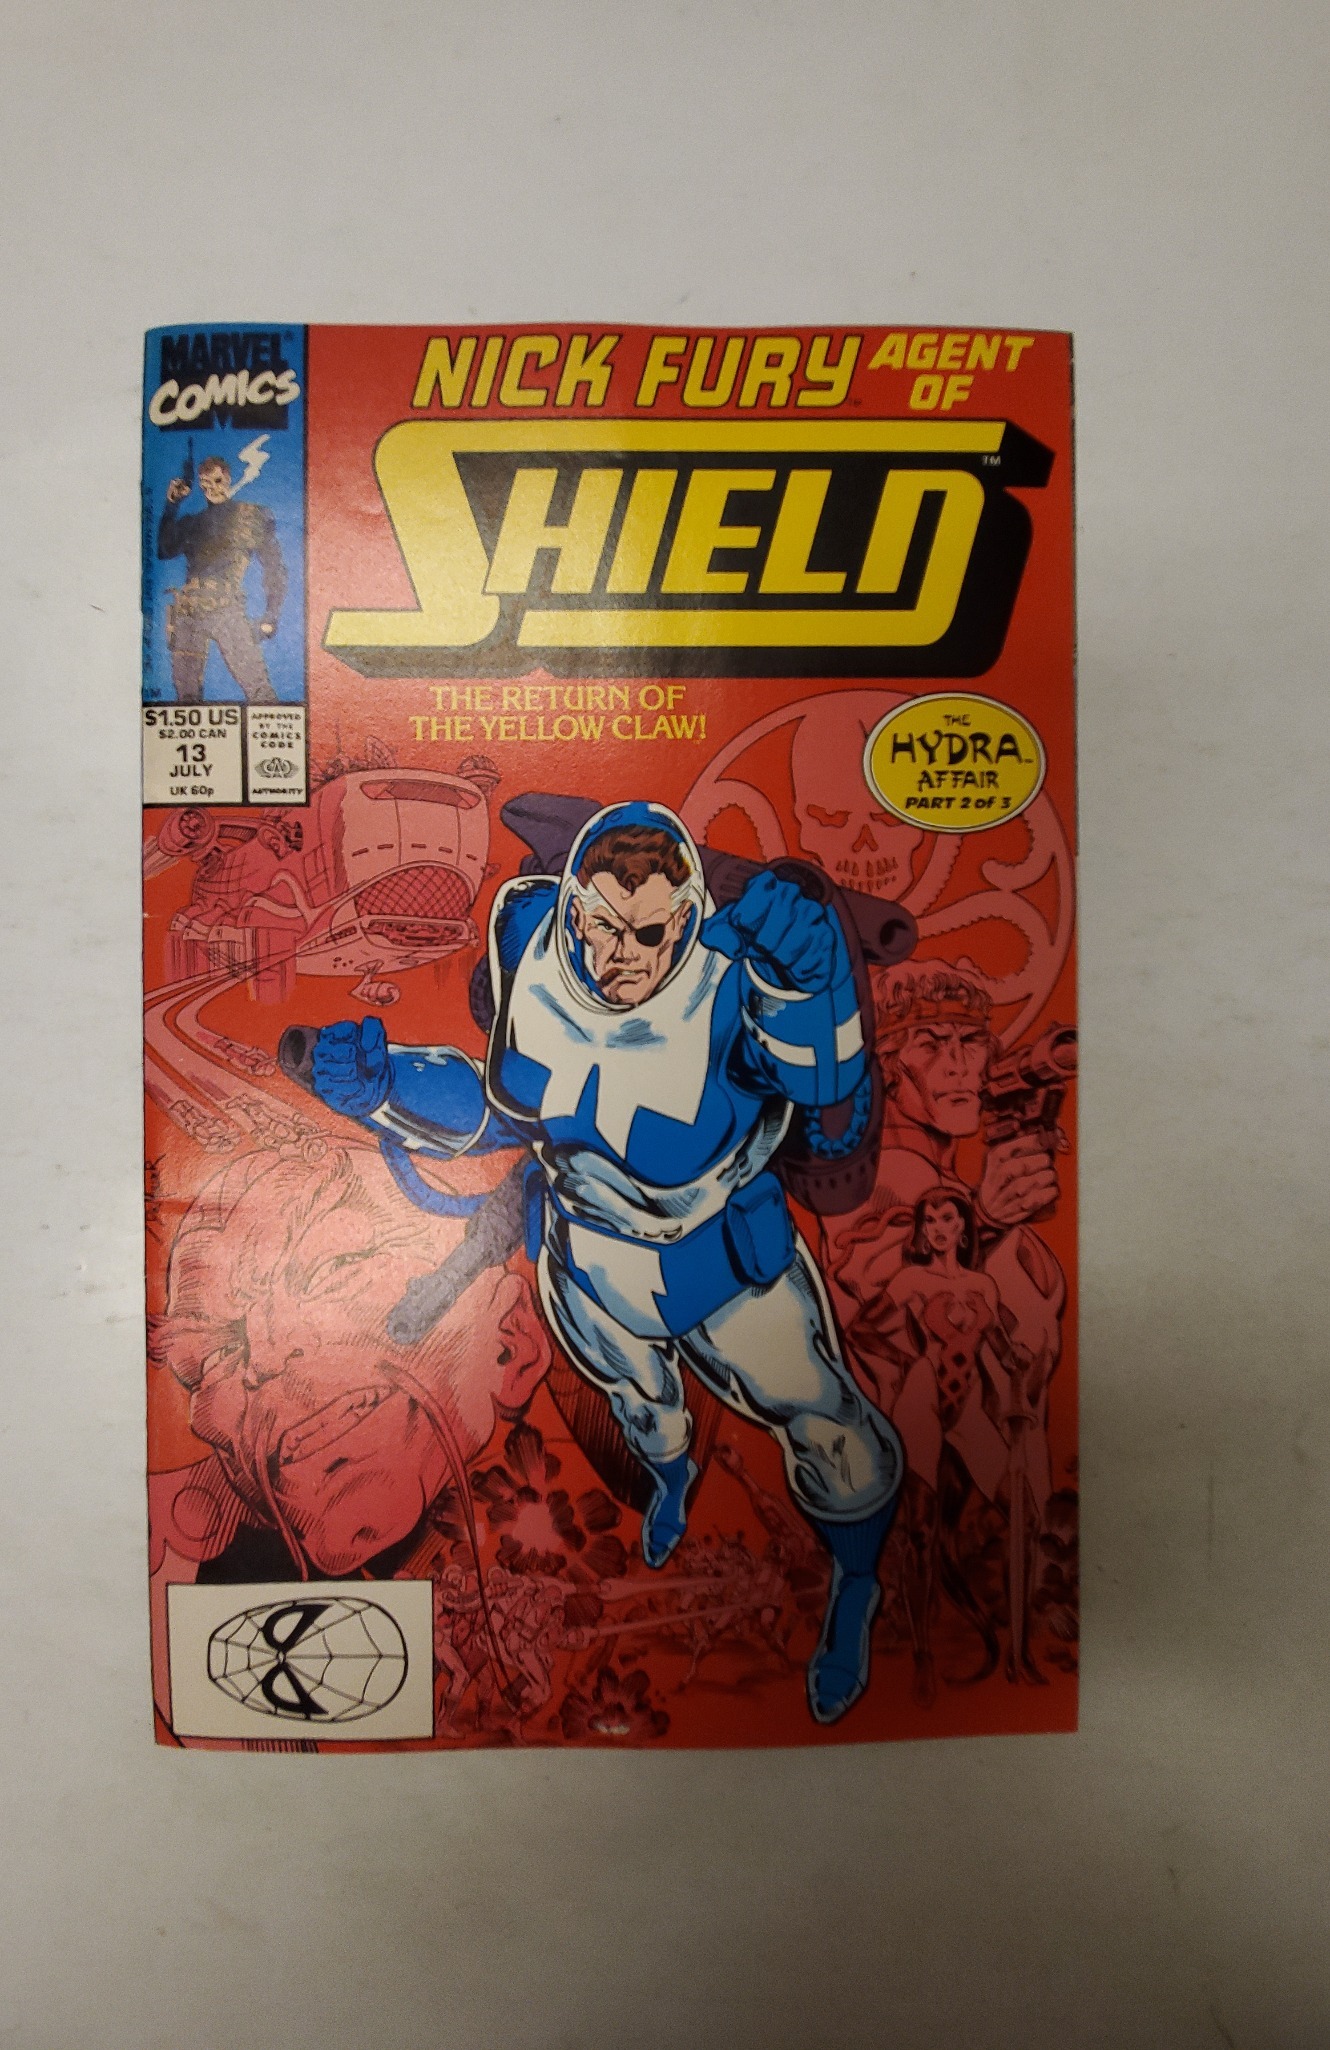 MARVEL
COMICS
NICK FURY AGENT OF
SHIELD
TM
THE RETURN OF
THE YELLOW CLAW!
THE
HYDRA
AFFAIR
PART 2 of 3
$1.50 US
$2.00 CAN
13
JULY
UK 60p
APPROVED
BY THE
COMICS
CODE
AUTHORITY